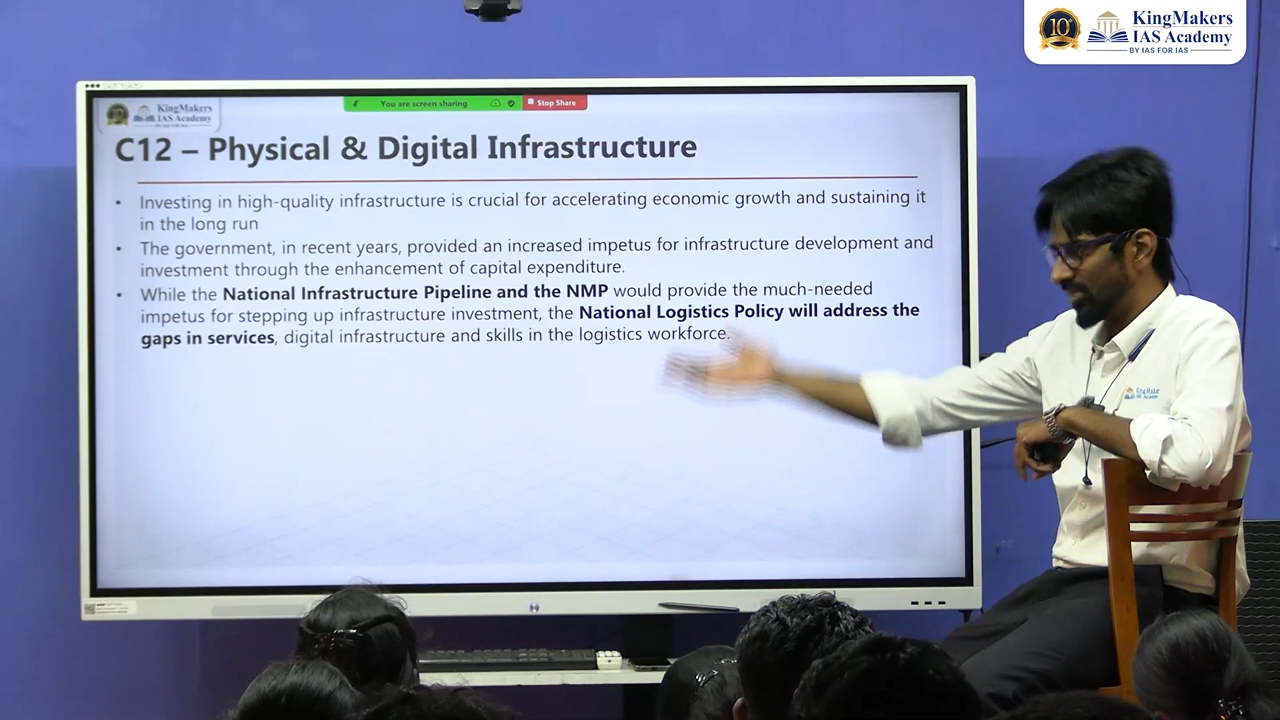 KingMakers
IAS Academy
BY IAS FOR IAS
10
KingMakers
IAS Academy
BY IAS FOR IAS
You are screen sharing
Stop Share
C12 – Physical & Digital Infrastructure
• Investing in high-quality infrastructure is crucial for accelerating economic growth and sustaining it
in the long run
• The government, in recent years, provided an increased impetus for infrastructure development and
investment through the enhancement of capital expenditure.
• While the National Infrastructure Pipeline and the NMP would provide the much-needed
impetus for stepping up infrastructure investment, the National Logistics Policy will address the
gaps in services, digital infrastructure and skills in the logistics workforce.